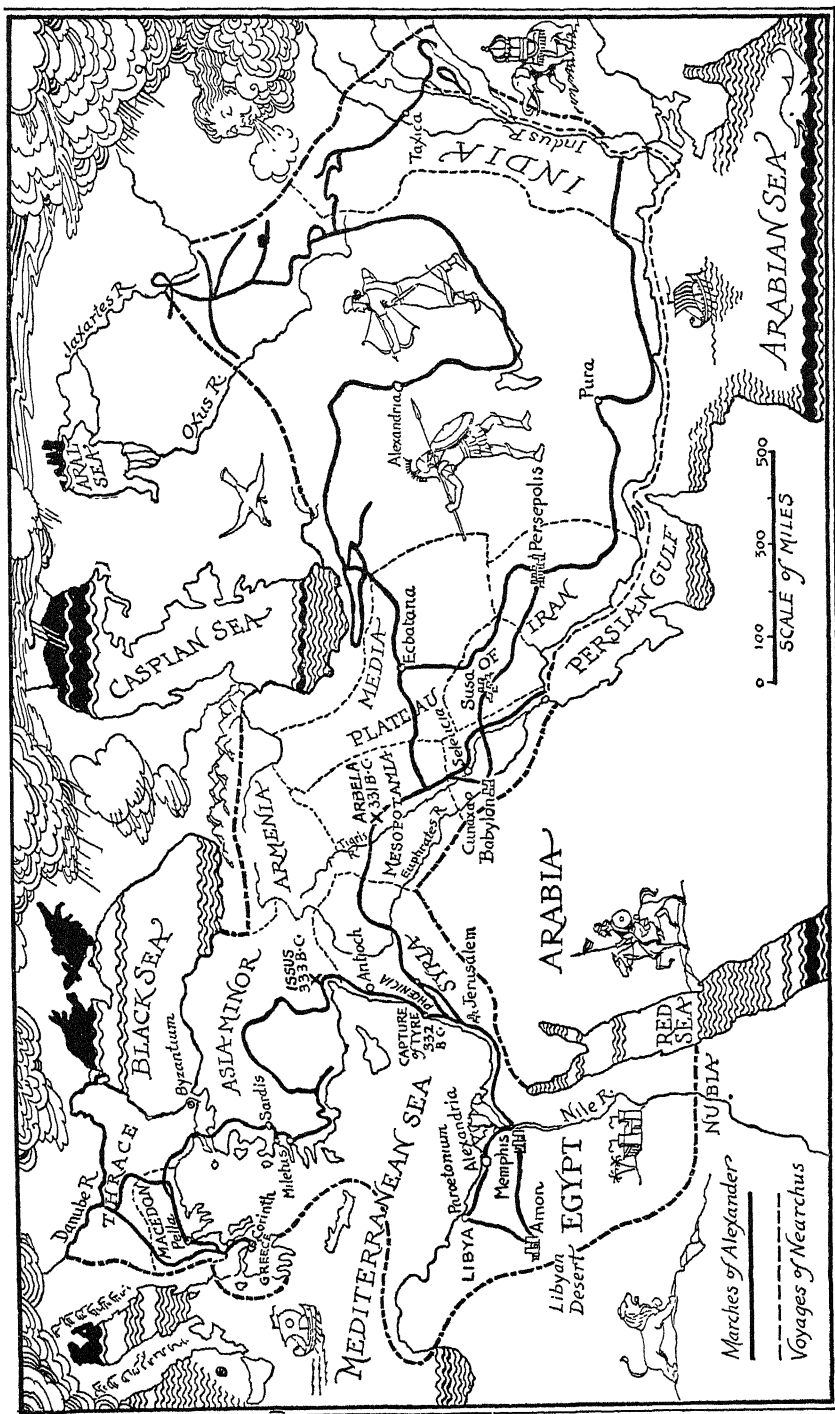 Danube R.
THRACE
MACEDON
Pella
Corinth
GREECE
Byzantium
BLACK SEA
ASIA MINOR
Sardis
Miletus
MEDITERRANEAN SEA
ISSUS
333 B·C·
Antioch
PHŒNICIA
CAPTURE
of TYRE
332
B·C·
SYRIA
Jerusalem
Paroetonium
Alexandria
LIBYA
Memphis
Amon
EGYPT
Libyan
Desert
Nile R.
NUBIA
RED
SEA
ARABIA
ARMENIA
Tigris
R.
ARBELA
331 B·C·
MESOPOTAMIA
Euphrates R.
Cunaxa
Babylon
Seleucia
CASPIAN SEA
MEDIA
Ecbatana
PLATEAU
OF
IRAN
Susa
Persepolis
PERSIAN GULF
ARAL
SEA
Oxus R.
Jaxartes R.
Alexandria
Pura
Taxica
INDIA
Indus R.
ARABIAN SEA
Marches of Alexander
Voyages of Nearchus
0 100 300 500
SCALE of MILES